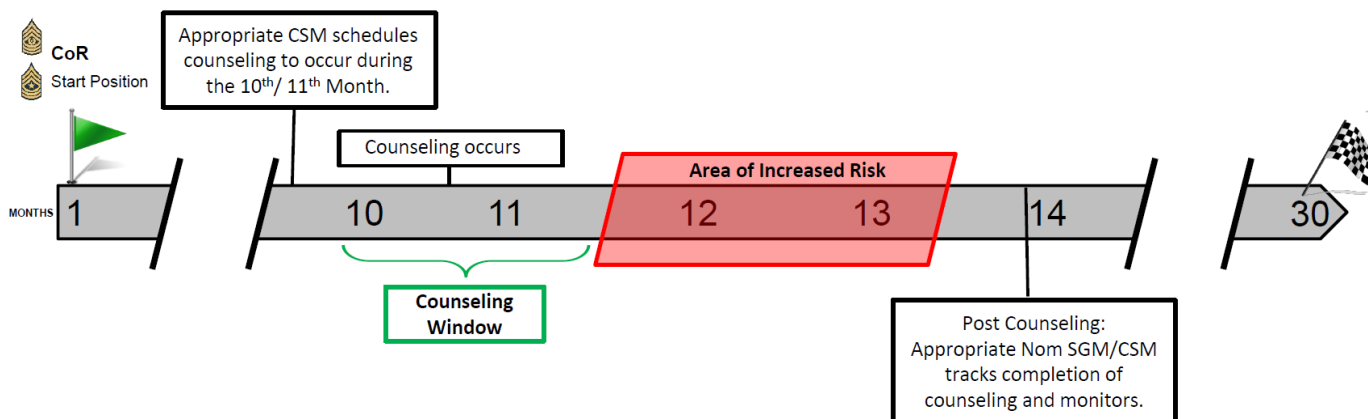 CoR
Start Position
Appropriate CSM schedules
counseling to occur during
the 10th/ 11th Month.
Counseling occurs
Area of Increased Risk
MONTHS 1 10 11 12 13 14 30
Counseling
Window
Post Counseling:
Appropriate Nom SGM/CSM
tracks completion of
counseling and monitors.